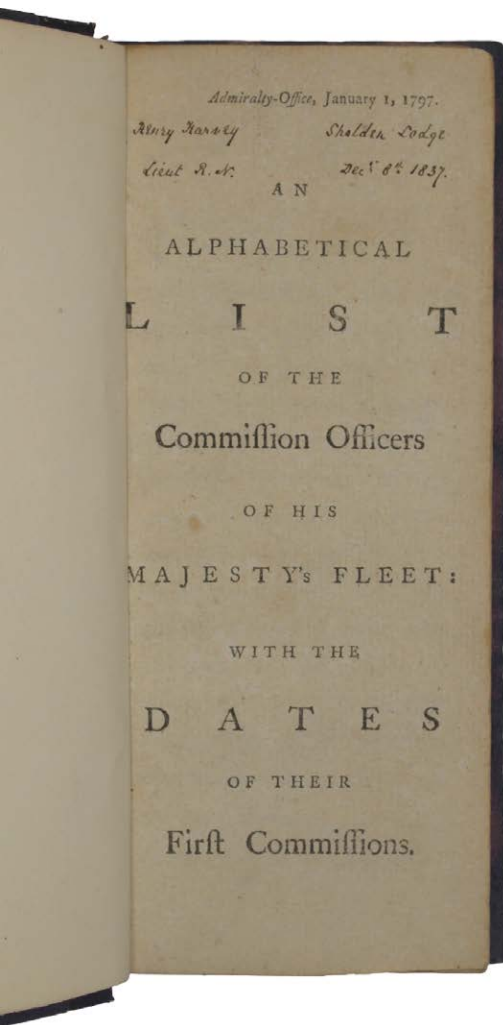 Admiralty-Office, January 1, 1797.
Henry Harvey Sholden Lodge
Lieut R. N. Decr 8th 1837.
AN
ALPHABETICAL
LIST
OF THE
Commiſſion Officers
OF HIS
MAJESTY's FLEET:
WITH THE
DATES
OF THEIR
Firſt Commiſſions.